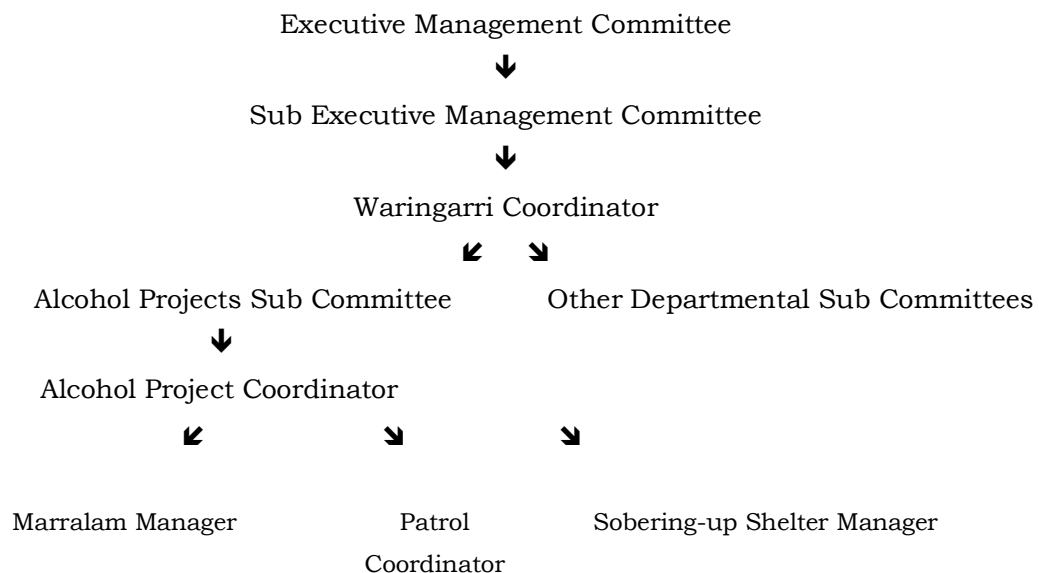 Executive Management Committee
Sub Executive Management Committee
Waringarri Coordinator
Alcohol Projects Sub Committee
Other Departmental Sub Committees
Alcohol Project Coordinator
Marralam Manager
Patrol
Coordinator
Sobering-up Shelter Manager